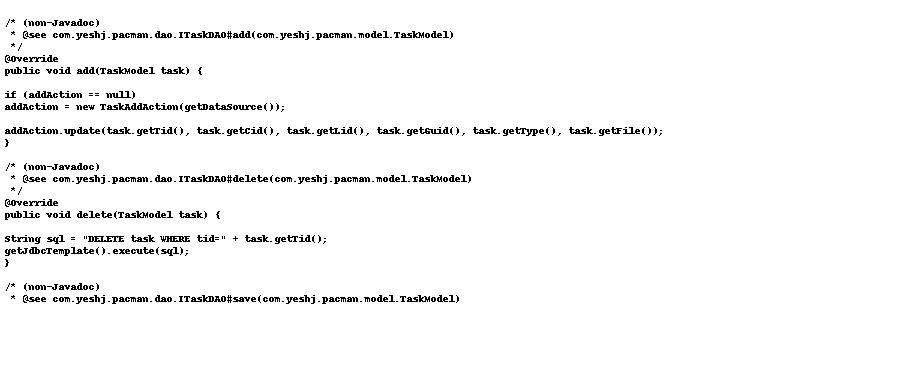 /* (non-Javadoc)
 * @see com.yeshj.pacman.dao.ITaskDAO#add(com.yeshj.pacman.model.TaskModel)
 */
@Override
public void add(TaskModel task) {
if (addAction == null)
addAction = new TaskAddAction(getDataSource());
addAction.update(task.getTid(), task.getCid(), task.getLid(), task.getGuid(), task.getType(), task.getFile());
}
/* (non-Javadoc)
 * @see com.yeshj.pacman.dao.ITaskDAO#delete(com.yeshj.pacman.model.TaskModel)
 */
@Override
public void delete(TaskModel task) {
String sql = "DELETE task WHERE tid=" + task.getTid();
getJdbcTemplate().execute(sql);
}
/* (non-Javadoc)
 * @see com.yeshj.pacman.dao.ITaskDAO#save(com.yeshj.pacman.model.TaskModel)